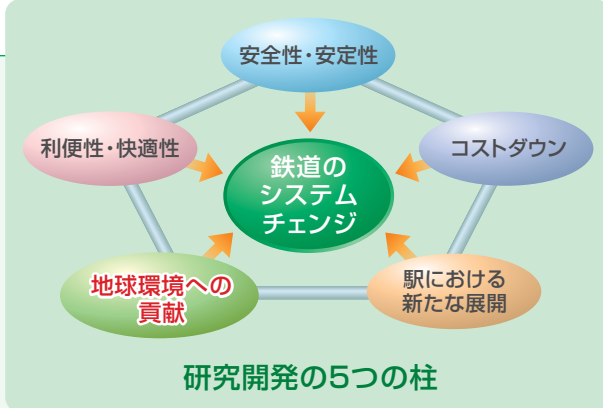 安全性・安定性
利便性・快適性
コストダウン
鉄道の
システム
チェンジ
地球環境への
貢献
駅における
新たな展開
研究開発の5つの柱